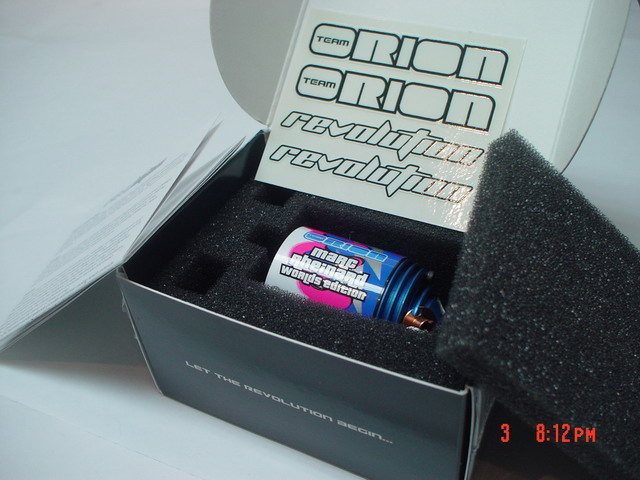 TEAM ORION
TEAM ORION
revolution
revolution
ORION
MARC
RHEINARD
WORLDS EDITION
LET THE REVOLUTION BEGIN...
3 8:12PM